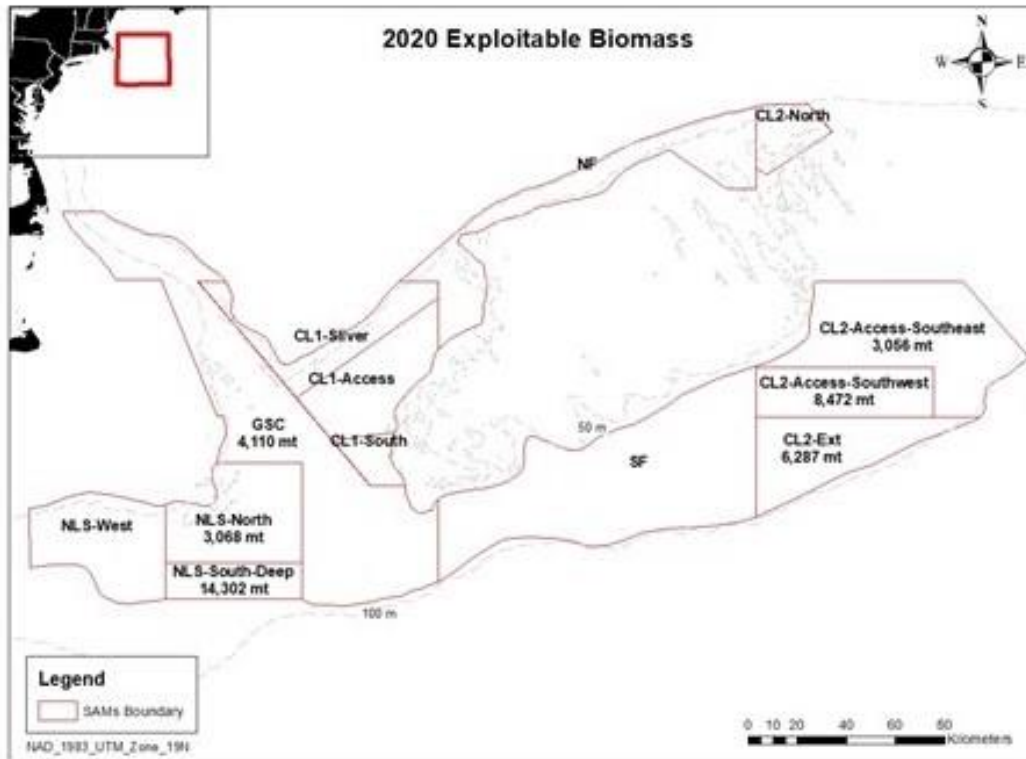 2020 Exploitable Biomass
N
W
E
S
CL2-North
NF
CL1-Sliver
CL1-Access
CL1-South
GSC
4,110 mt
CL2-Access-Southeast
3,056 mt
CL2-Access-Southwest
8,472 mt
CL2-Ext
6,287 mt
50 m
SF
NLS-West
NLS-North
3,068 mt
NLS-South-Deep
14,302 mt
100 m
Legend
SAMs Boundary
NAD_1983_UTM_Zone_19N
0 10 20 40 60 80
Kilometers